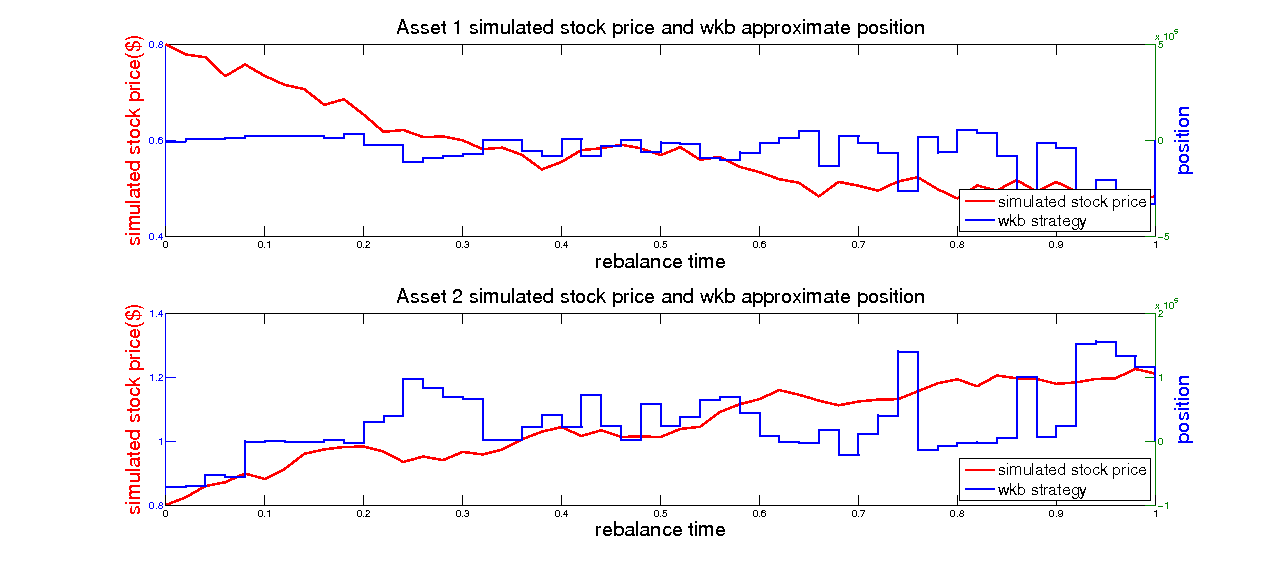 Asset 1 simulated stock price and wkb approximate position
x 10⁵
simulated stock price($)
0.8
0.6
0.4
5
0
-5
position
simulated stock price
wkb strategy
0 0.1 0.2 0.3 0.4 0.5 0.6 0.7 0.8 0.9 1
rebalance time
Asset 2 simulated stock price and wkb approximate position
x 10⁵
simulated stock price($)
1.4
1.2
1
0.8
2
1
0
-1
position
simulated stock price
wkb strategy
0 0.1 0.2 0.3 0.4 0.5 0.6 0.7 0.8 0.9 1
rebalance time